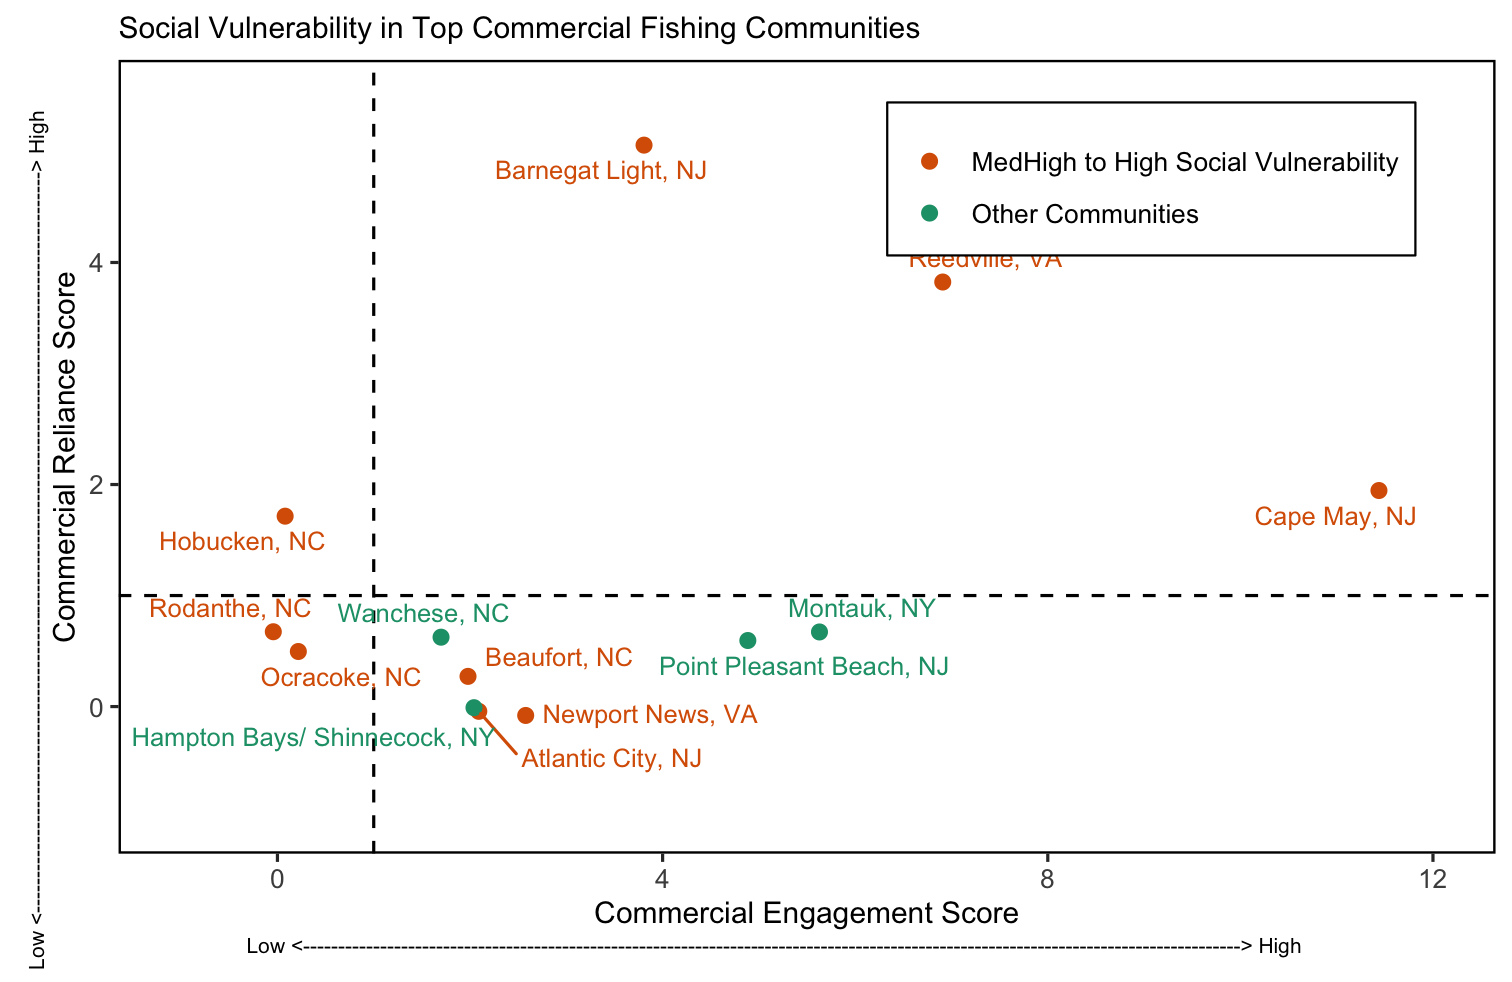 Social Vulnerability in Top Commercial Fishing Communities
MedHigh to High Social Vulnerability
Other Communities
Barnegat Light, NJ
Reedville, VA
Cape May, NJ
Hobucken, NC
Rodanthe, NC
Wanchese, NC
Montauk, NY
Ocracoke, NC
Beaufort, NC
Point Pleasant Beach, NJ
Hampton Bays/ Shinnecock, NY
Newport News, VA
Atlantic City, NJ
4
2
0
0
4
8
12
Commercial Engagement Score
Low <----------------------------------------------------------------------------------------------------------------------------------------> High
Commercial Reliance Score
Low <----------------------------------------------------------------------------------------------------------------> High